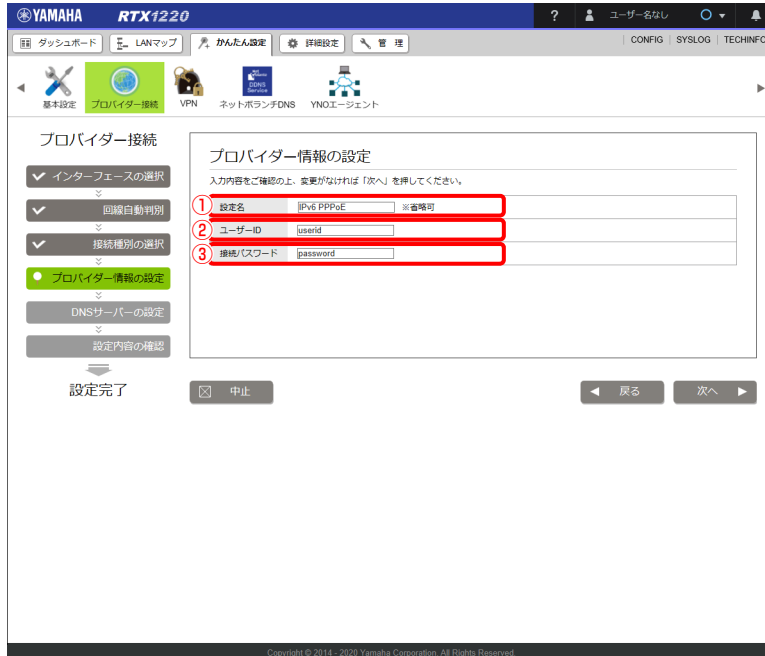 YAMAHA RTX1220 ? ユーザー名なし
ダッシュボード LANマップ かんたん設定 詳細設定 管 理 CONFIG SYSLOG TECHINFO
基本設定 プロバイダー接続 VPN DDNS Service ネットボランチDNS YNOエージェント
プロバイダー接続
インターフェースの選択
回線自動判別
接続種別の選択
プロバイダー情報の設定
DNSサーバーの設定
設定内容の確認
設定完了
プロバイダー情報の設定
入力内容をご確認の上、変更がなければ「次へ」を押してください。
① 設定名 IPv6 PPPoE ※省略可
② ユーザーID userid
③ 接続パスワード password
中止 戻る 次へ
Copyright © 2014 - 2020 Yamaha Corporation. All Rights Reserved.